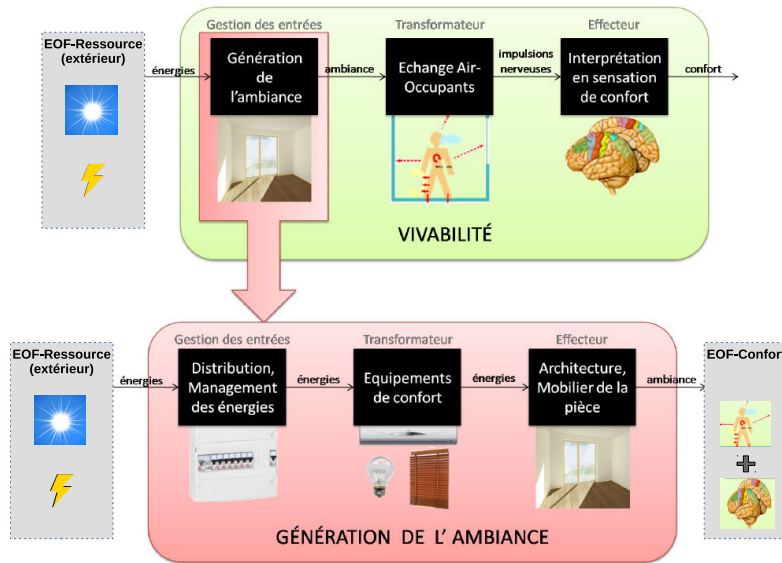 Gestion des entrées
Transformateur
Effecteur
EOF-Ressource
(extérieur)
énergies
Génération
de
l'ambiance
ambiance
Echange Air-
Occupants
impulsions
nerveuses
Interprétation
en sensation
de confort
confort
VIVABILITÉ
Gestion des entrées
Transformateur
Effecteur
EOF-Ressource
(extérieur)
énergies
Distribution,
Management
des énergies
énergies
Equipements
de confort
énergies
Architecture,
Mobilier de la
pièce
ambiance
EOF-Confor
GÉNÉRATION DE L' AMBIANCE